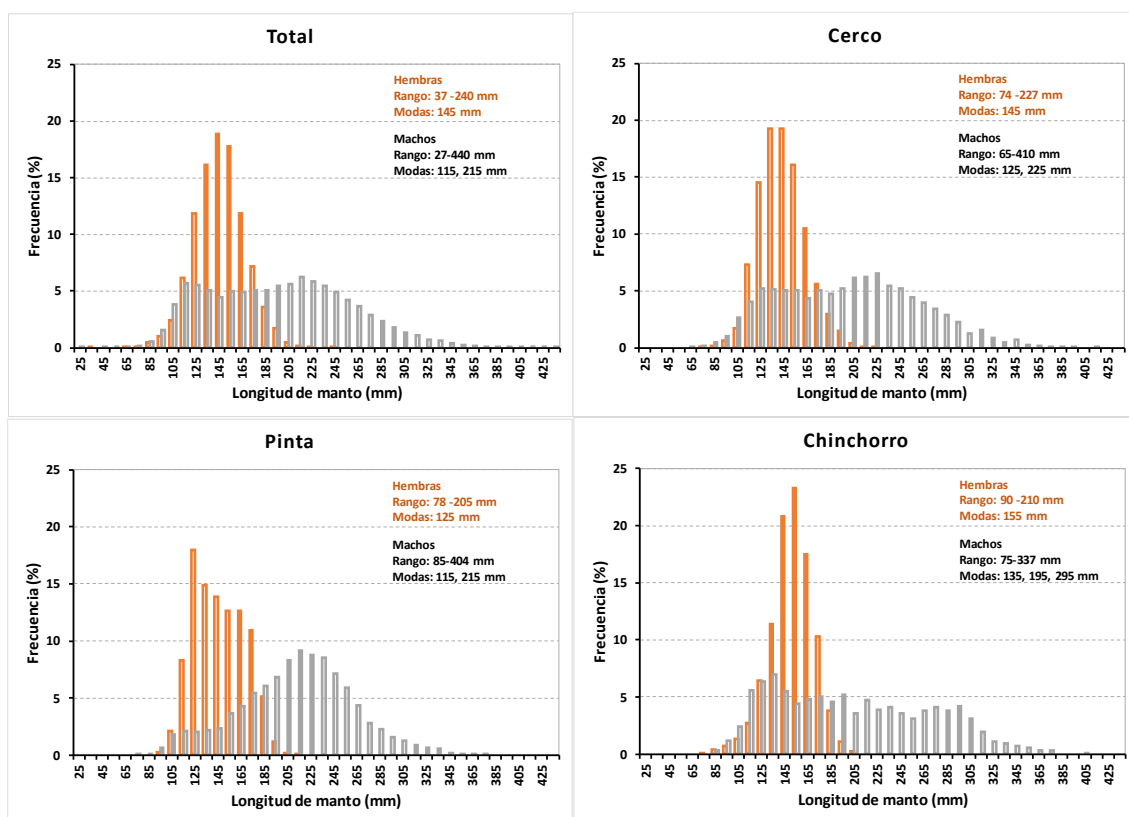 Total
Frecuencia (%)
25
20
15
10
5
0
Hembras
Rango: 37 -240 mm
Modas: 145 mm
Machos
Rango: 27-440 mm
Modas: 115, 215 mm
25 45 65 85 105 125 145 165 185 205 225 245 265 285 305 325 345 365 385 405 425
Longitud de manto (mm)
Cerco
Frecuencia (%)
25
20
15
10
5
0
Hembras
Rango: 74 -227 mm
Modas: 145 mm
Machos
Rango: 65-410 mm
Modas: 125, 225 mm
25 45 65 85 105 125 145 165 185 205 225 245 265 285 305 325 345 365 385 405 425
Longitud de manto (mm)
Pinta
Frecuencia (%)
25
20
15
10
5
0
Hembras
Rango: 78 -205 mm
Modas: 125 mm
Machos
Rango: 85-404 mm
Modas: 115, 215 mm
25 45 65 85 105 125 145 165 185 205 225 245 265 285 305 325 345 365 385 405 425
Longitud de manto (mm)
Chinchorro
Frecuencia (%)
25
20
15
10
5
0
Hembras
Rango: 90 -210 mm
Modas: 155 mm
Machos
Rango: 75-337 mm
Modas: 135, 195, 295 mm
25 45 65 85 105 125 145 165 185 205 225 245 265 285 305 325 345 365 385 405 425
Longitud de manto (mm)